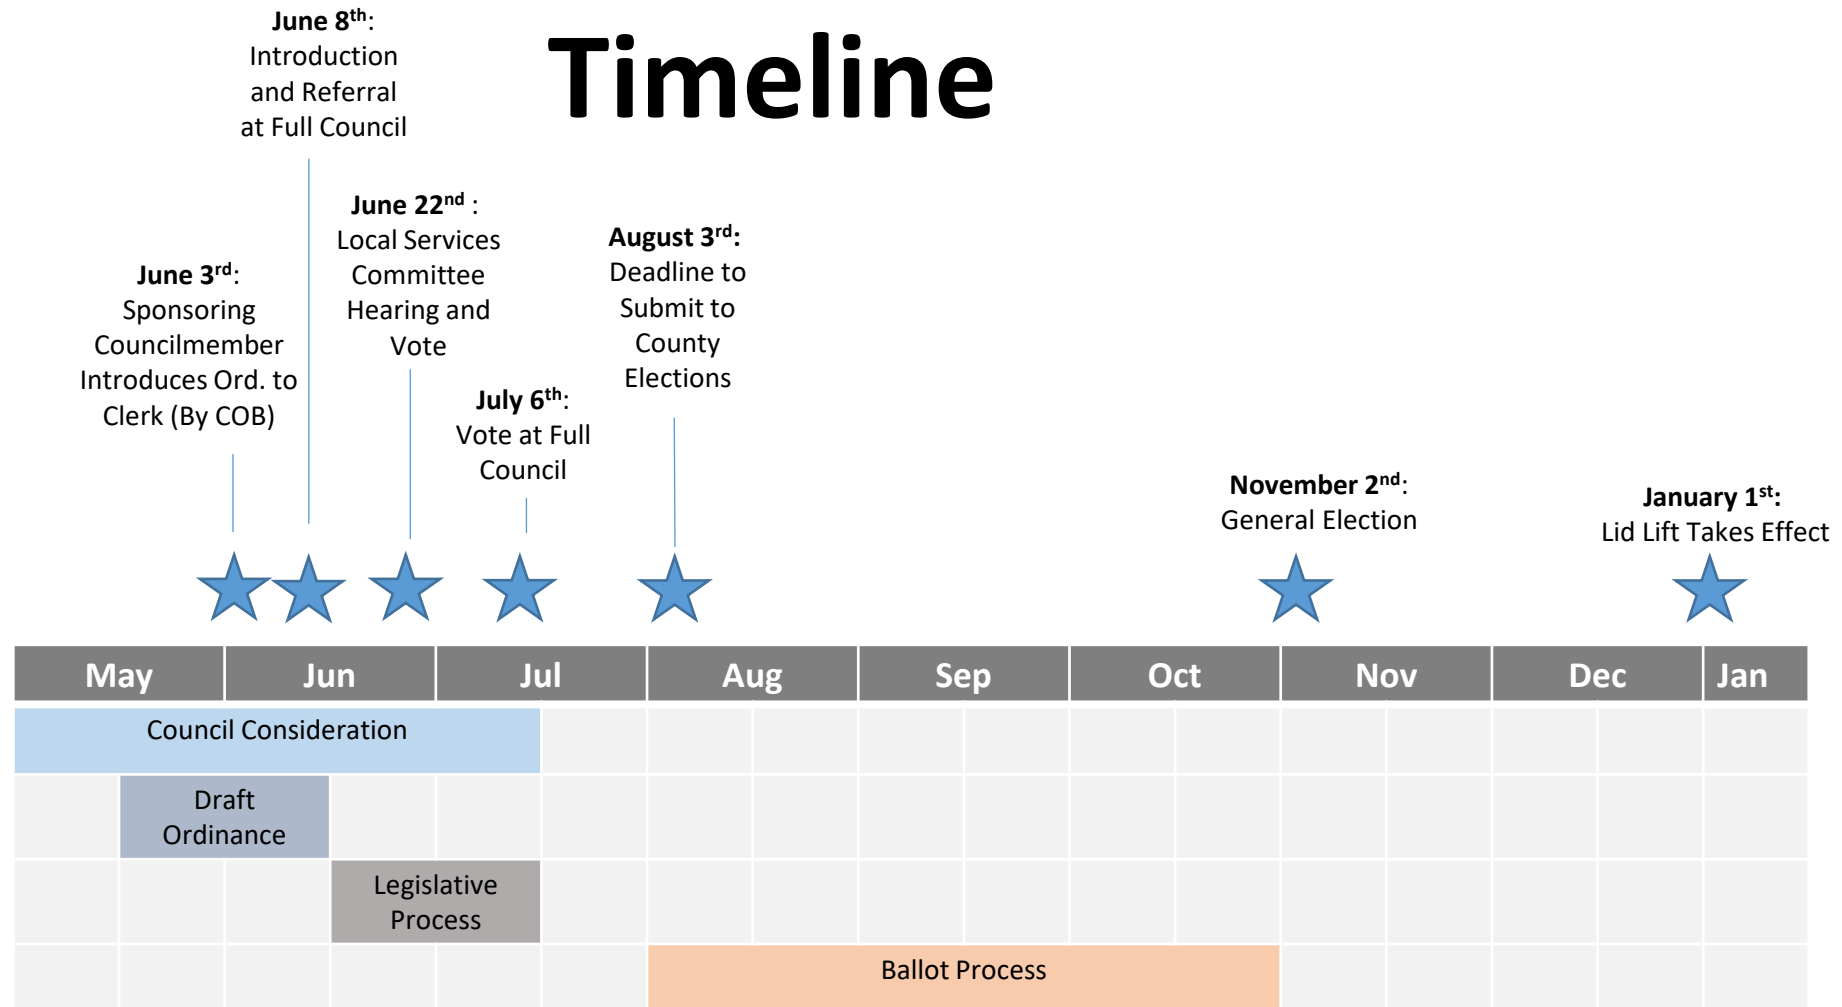 Timeline
June 8th:
Introduction
and Referral
at Full Council
June 3rd:
Sponsoring
Councilmember
Introduces Ord. to
Clerk (By COB)
June 22nd :
Local Services
Committee
Hearing and
Vote
July 6th:
Vote at Full
Council
August 3rd:
Deadline to
Submit to
County
Elections
November 2nd:
General Election
January 1st:
Lid Lift Takes Effect
May Jun Jul Aug Sep Oct Nov Dec Jan
Council Consideration
Draft
Ordinance
Legislative
Process
Ballot Process